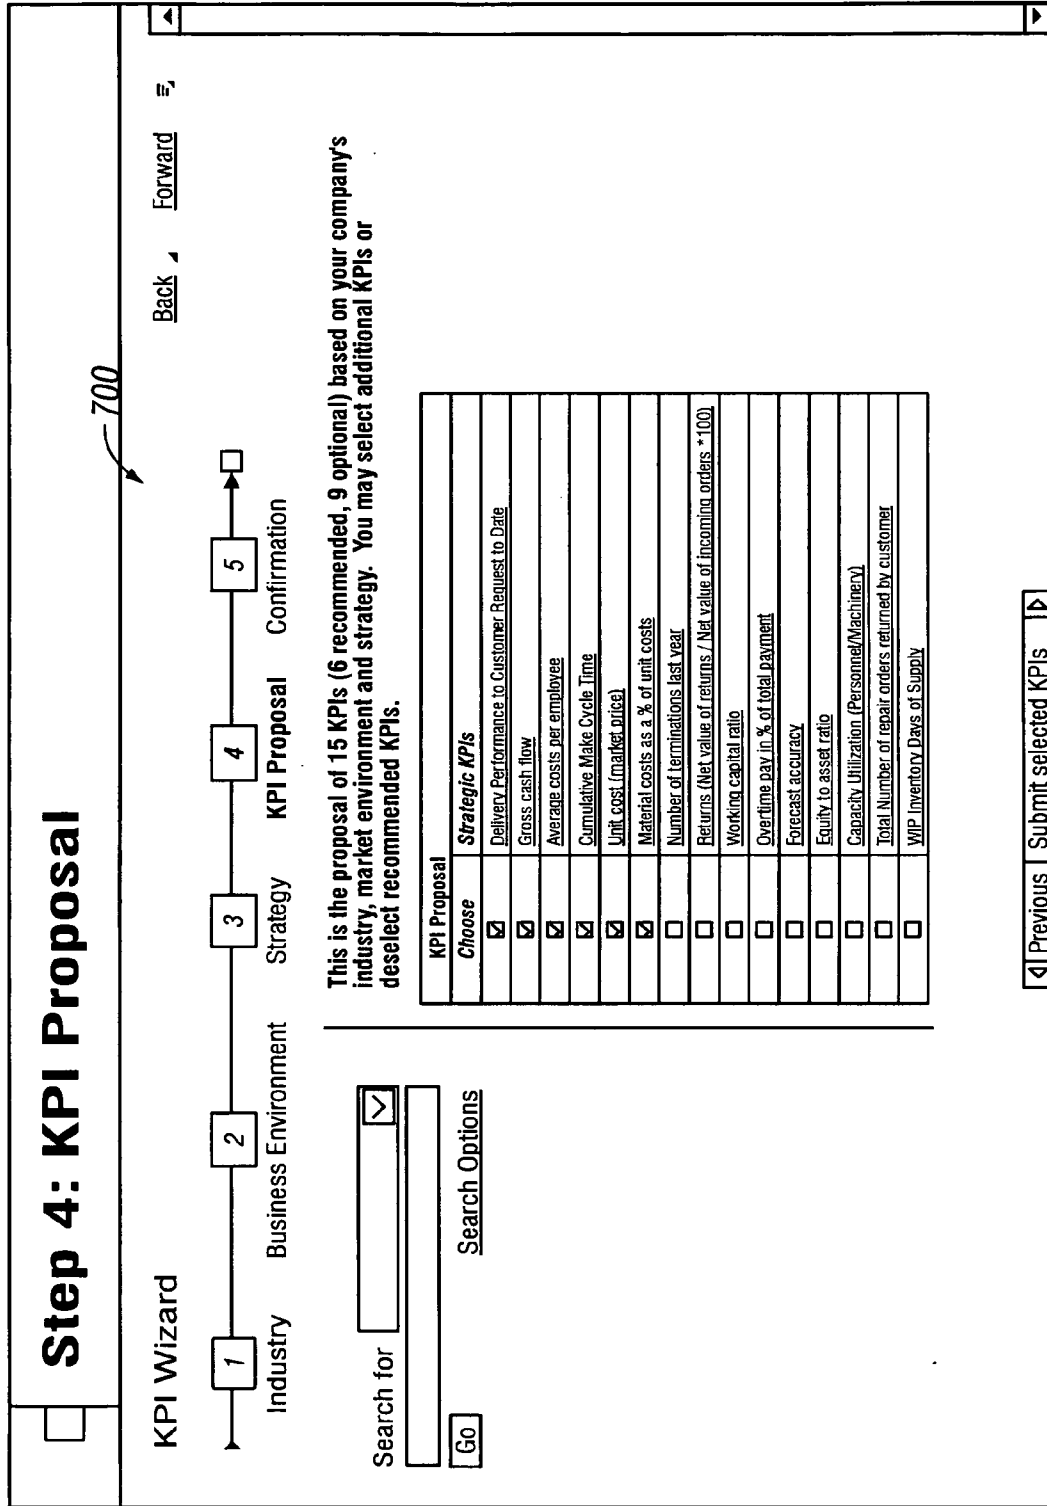 Step 4: KPI Proposal
700
KPI Wizard
Back Forward
1 2 3 4 5
Industry Business Environment Strategy KPI Proposal Confirmation
Search for
Go Search Options
This is the proposal of 15 KPIs (6 recommended, 9 optional) based on your company's
industry, market environment and strategy. You may select additional KPIs or
deselect recommended KPIs.
KPI Proposal
Choose Strategic KPIs
Delivery Performance to Customer Request to Date
Gross cash flow
Average costs per employee
Cumulative Make Cycle Time
Unit cost (market price)
Material costs as a % of unit costs
Number of terminations last year
Returns (Net value of returns / Net value of incoming orders *100)
Working capital ratio
Overtime pay in % of total payment
Forecast accuracy
Equity to asset ratio
Capacity Utilization (Personnel/Machinery)
Total Number of repair orders returned by customer
WIP Inventory Days of Supply
Previous Submit selected KPIs